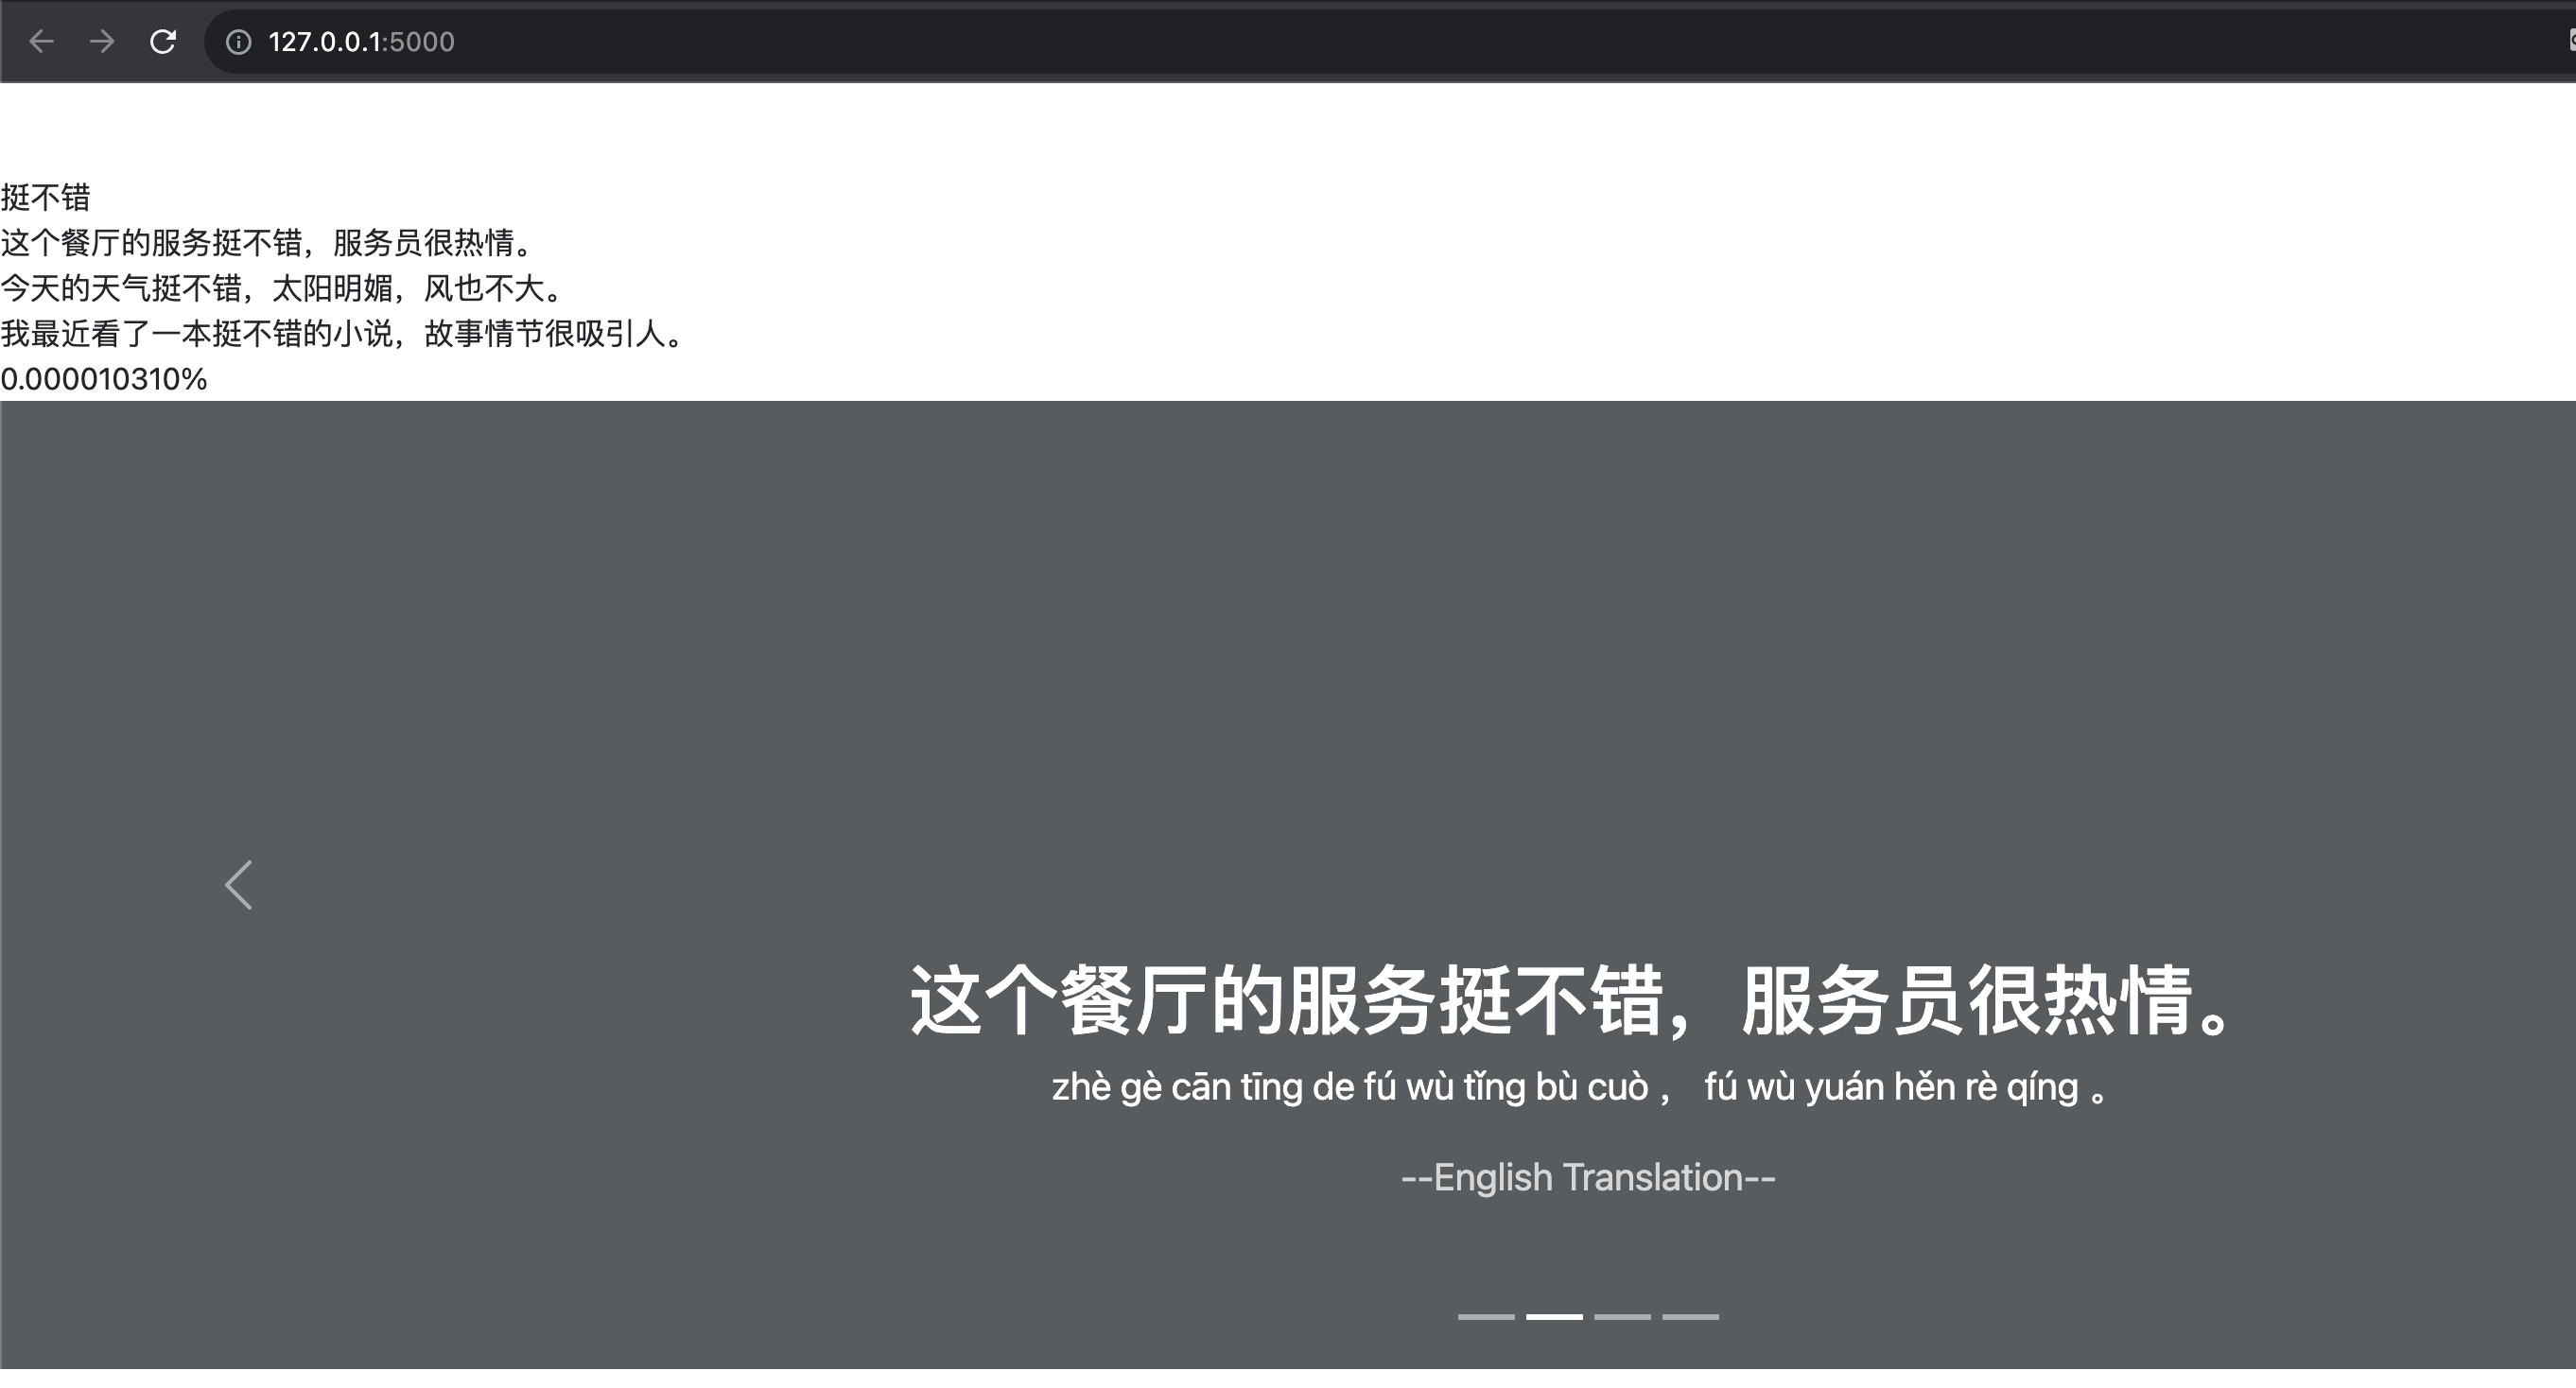 127.0.0.1:5000
挺不错
这个餐厅的服务挺不错，服务员很热情。
今天的天气挺不错，太阳明媚，风也不大。
我最近看了一本挺不错的小说，故事情节很吸引人。
0.000010310%
这个餐厅的服务挺不错，服务员很热情。
zhè gè cān tīng de fú wù tǐng bù cuò ， fú wù yuán hěn rè qíng 。
--English Translation--